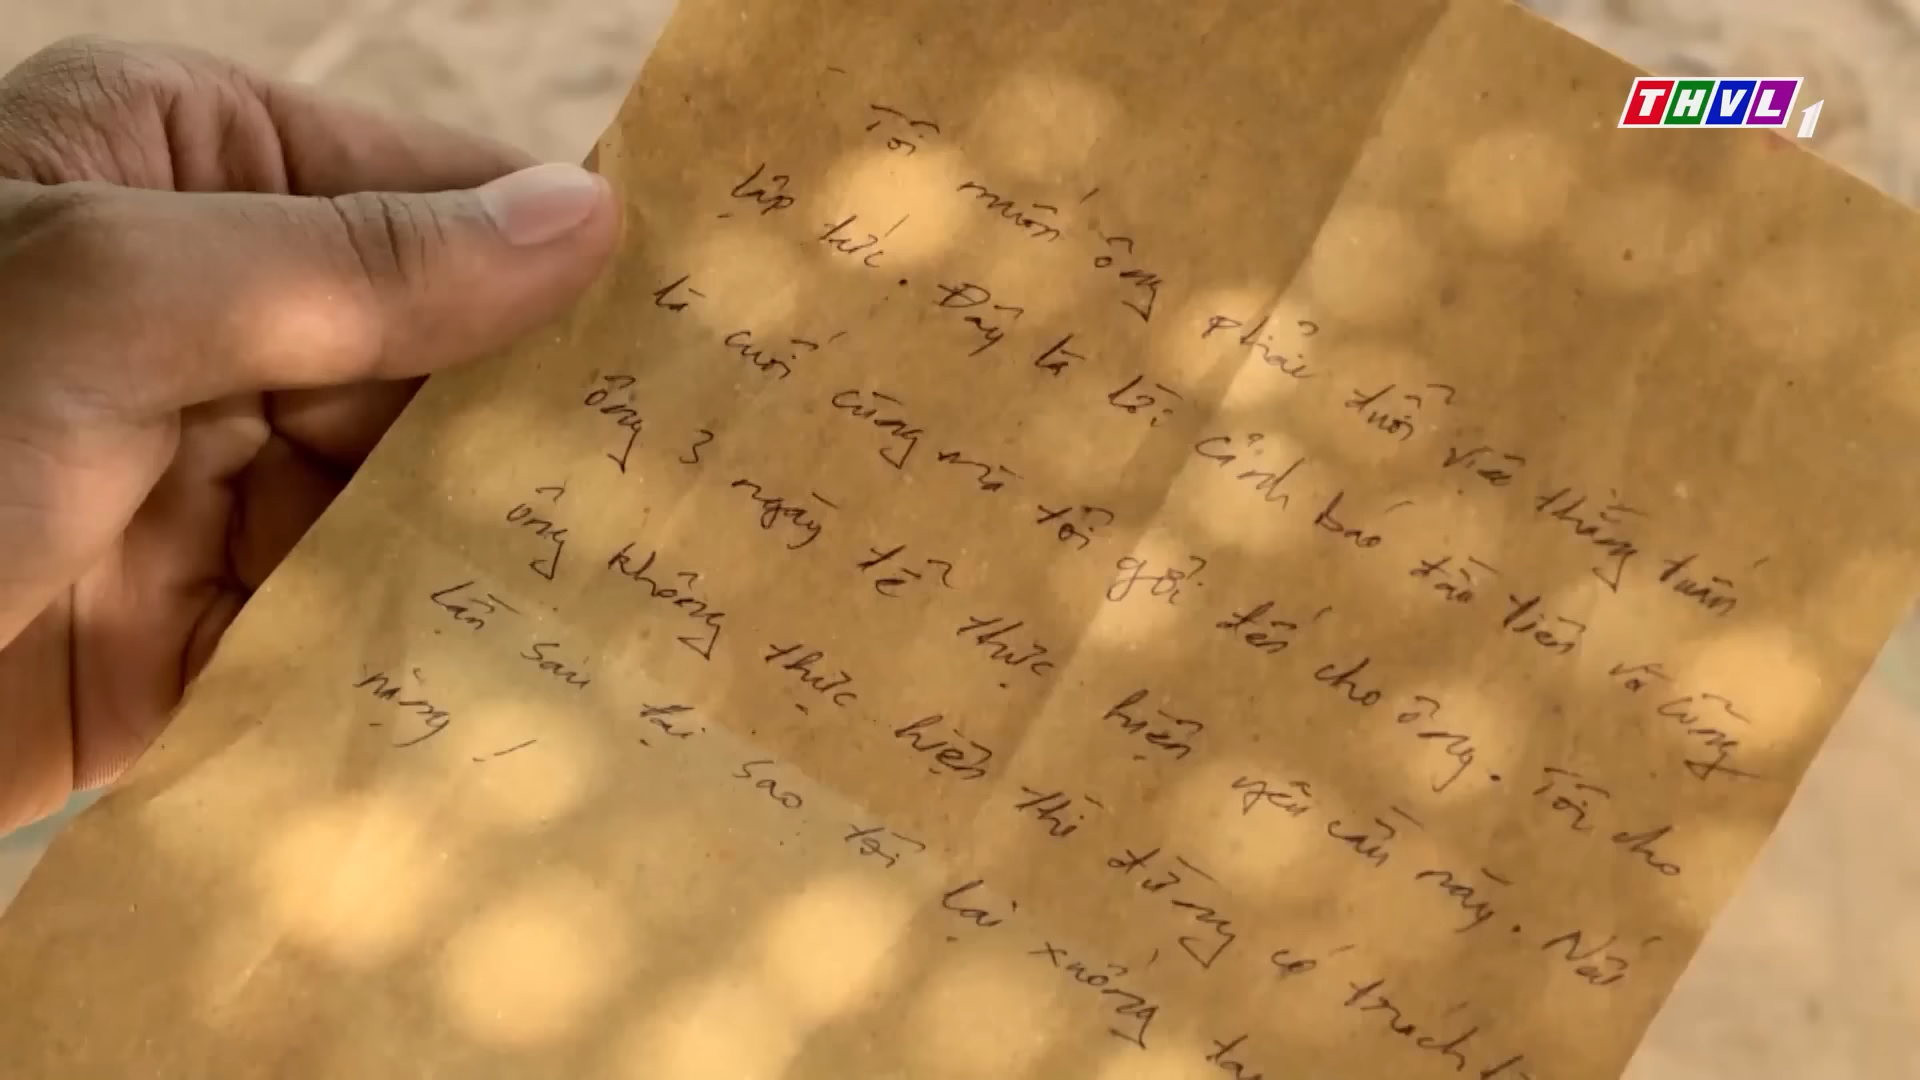 THVL1
Tôi muốn ông phải đuổi việc thằng tuấn
lập tức. Đây là lời cảnh báo đầu tiên và cũng
là cuối cùng mà tôi gởi đến cho ông. Tôi cho
ông 3 ngày để thực hiện yêu cầu này. Nếu
ông không thực hiện thì đừng có trách
lần sau tại sao tôi lại xuống
nặng!